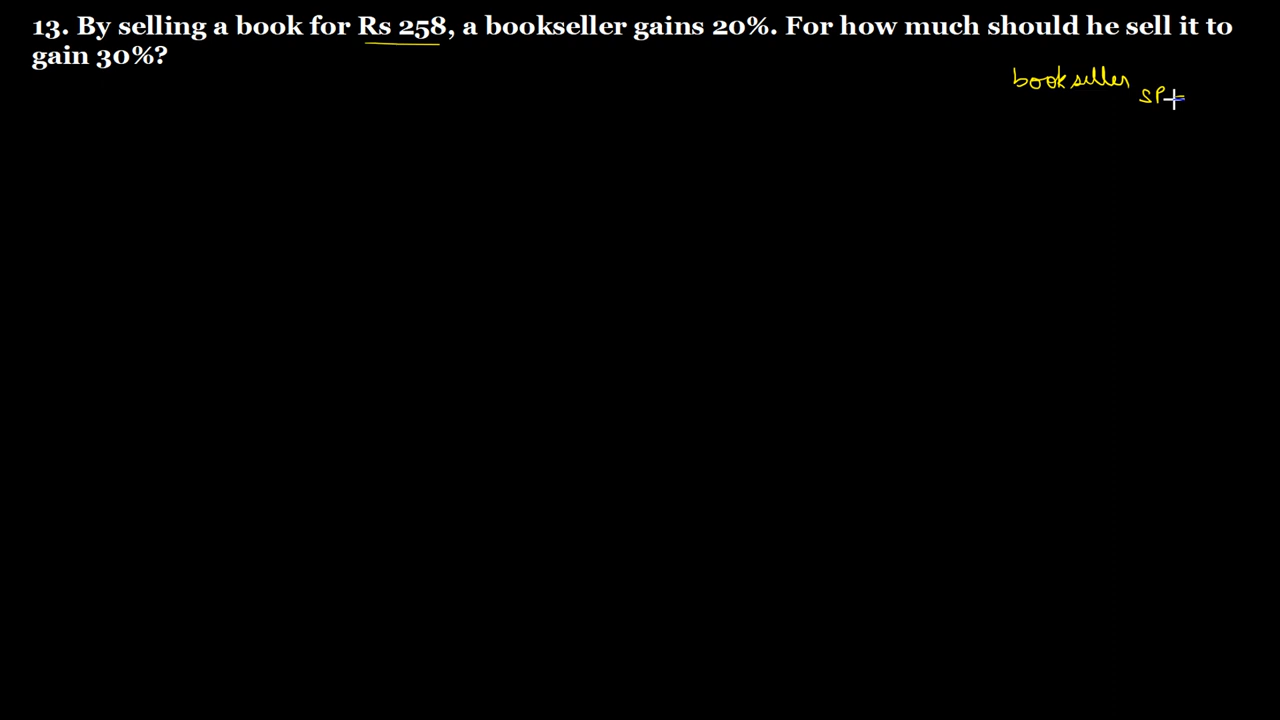 13. By selling a book for Rs 258, a bookseller gains 20%. For how much should he sell it to
gain 30%?
bookseller
SP =